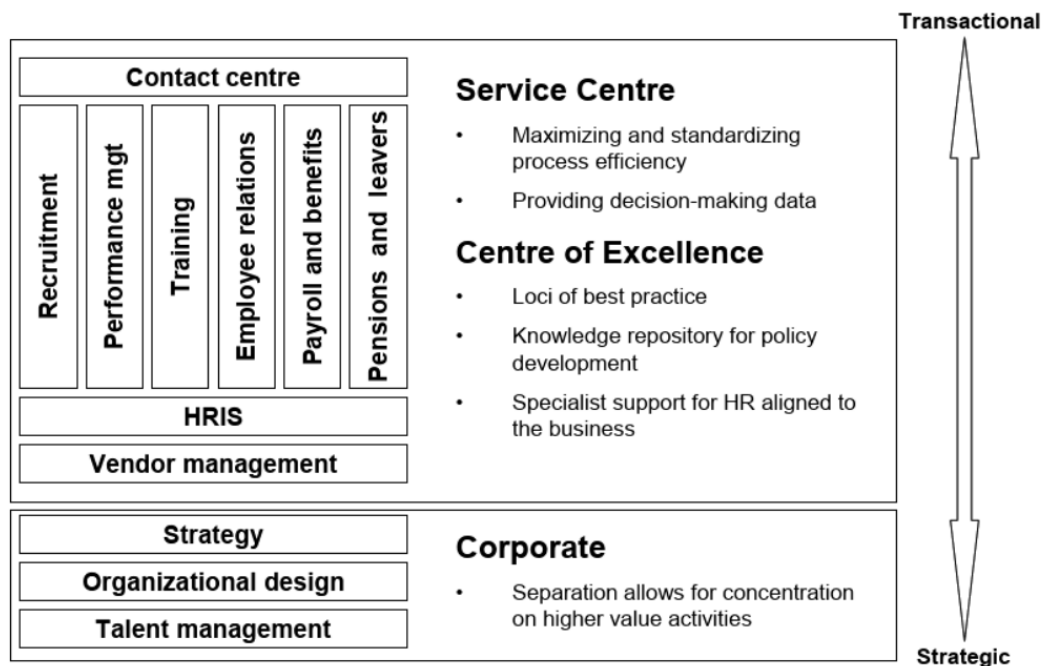 Transactional
Contact centre
Recruitment
Performance mgt
Training
Employee relations
Payroll and benefits
Pensions and leavers
HRIS
Vendor management
Service Centre
• Maximizing and standardizing
process efficiency
• Providing decision-making data
Centre of Excellence
• Loci of best practice
• Knowledge repository for policy
development
• Specialist support for HR aligned to
the business
Strategy
Organizational design
Talent management
Corporate
• Separation allows for concentration
on higher value activities
Strategic